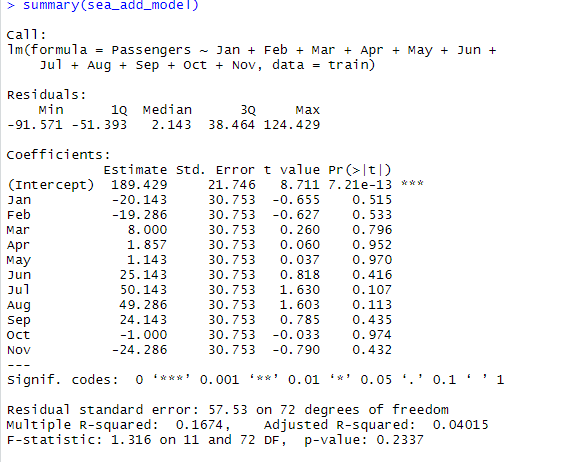 > summary(sea_add_model)
Call:
lm(formula = Passengers ~ Jan + Feb + Mar + Apr + May + Jun +
    Jul + Aug + Sep + Oct + Nov, data = train)
Residuals:
    Min      1Q  Median      3Q     Max
-91.571 -51.393   2.143  38.464 124.429
Coefficients:
            Estimate Std. Error t value Pr(>|t|)
(Intercept)  189.429     21.746   8.711 7.21e-13 ***
Jan          -20.143     30.753  -0.655    0.515
Feb          -19.286     30.753  -0.627    0.533
Mar            8.000     30.753   0.260    0.796
Apr            1.857     30.753   0.060    0.952
May            1.143     30.753   0.037    0.970
Jun           25.143     30.753   0.818    0.416
Jul           50.143     30.753   1.630    0.107
Aug           49.286     30.753   1.603    0.113
Sep           24.143     30.753   0.785    0.435
Oct           -1.000     30.753  -0.033    0.974
Nov          -24.286     30.753  -0.790    0.432
---
Signif. codes:  0 ‘***’ 0.001 ‘**’ 0.01 ‘*’ 0.05 ‘.’ 0.1 ‘ ’ 1
Residual standard error: 57.53 on 72 degrees of freedom
Multiple R-squared:  0.1674,	Adjusted R-squared:  0.04015
F-statistic: 1.316 on 11 and 72 DF,  p-value: 0.2337